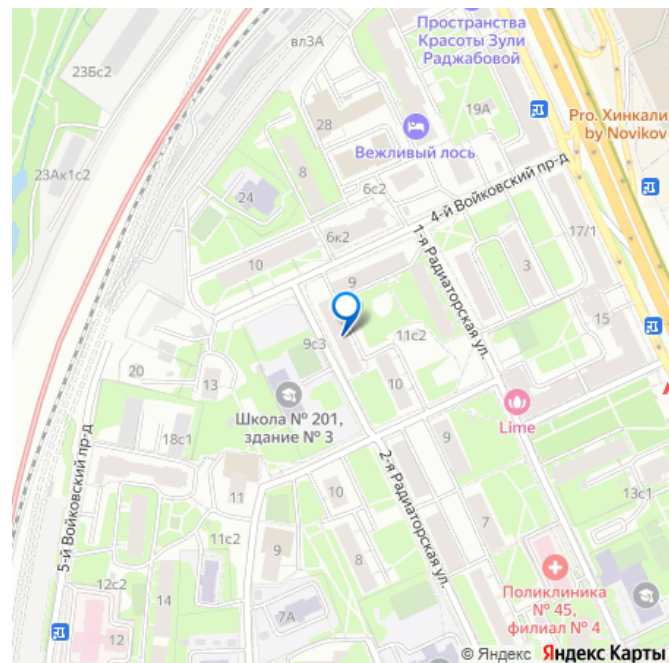 Пространства
Красоты Зули
Раджабовой
вл3А
23Бс2
19А
Pro. Хинкали
by Novikov
28
Вежливый лось
8
23Ак1с2
24
6с2
4-й Войковский пр-д
6к2
17/1
1-я Радиаторская ул.
10
9
3
15
11с2
9с3
20
13
10
Школа № 201,
здание № 3
Lime
18с1
9
2-я Радиаторская ул.
5-й Войковский пр-д
11
10
13с1
7
11с2
9
8
Поликлиника
№ 45,
филиал № 4
12с2
14
7А
12
© Яндекс Яндекс Карты